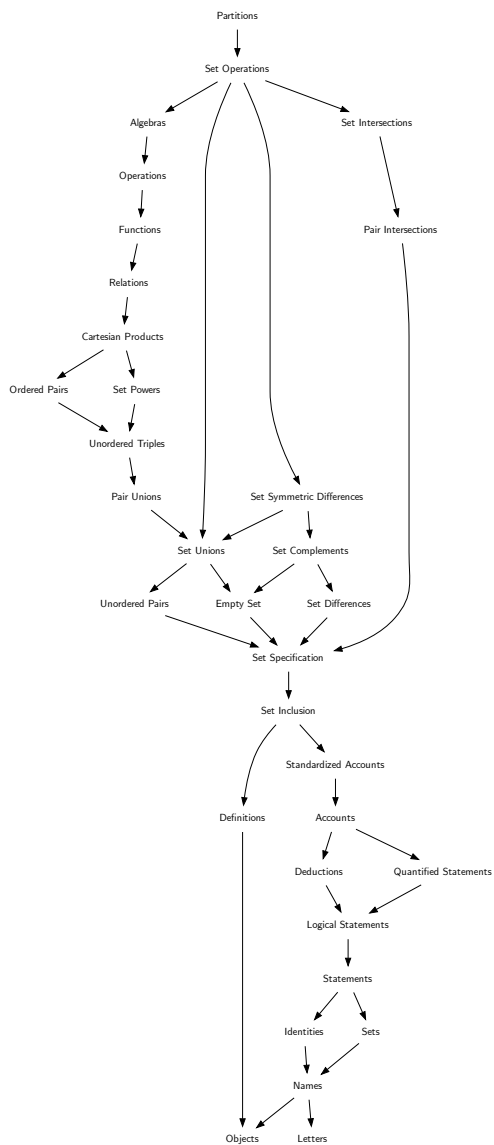 Partitions
Set Operations
Algebras
Set Intersections
Operations
Functions
Pair Intersections
Relations
Cartesian Products
Ordered Pairs
Set Powers
Unordered Triples
Pair Unions
Set Symmetric Differences
Set Unions
Set Complements
Unordered Pairs
Empty Set
Set Differences
Set Specification
Set Inclusion
Standardized Accounts
Definitions
Accounts
Deductions
Quantified Statements
Logical Statements
Statements
Identities
Sets
Names
Objects
Letters